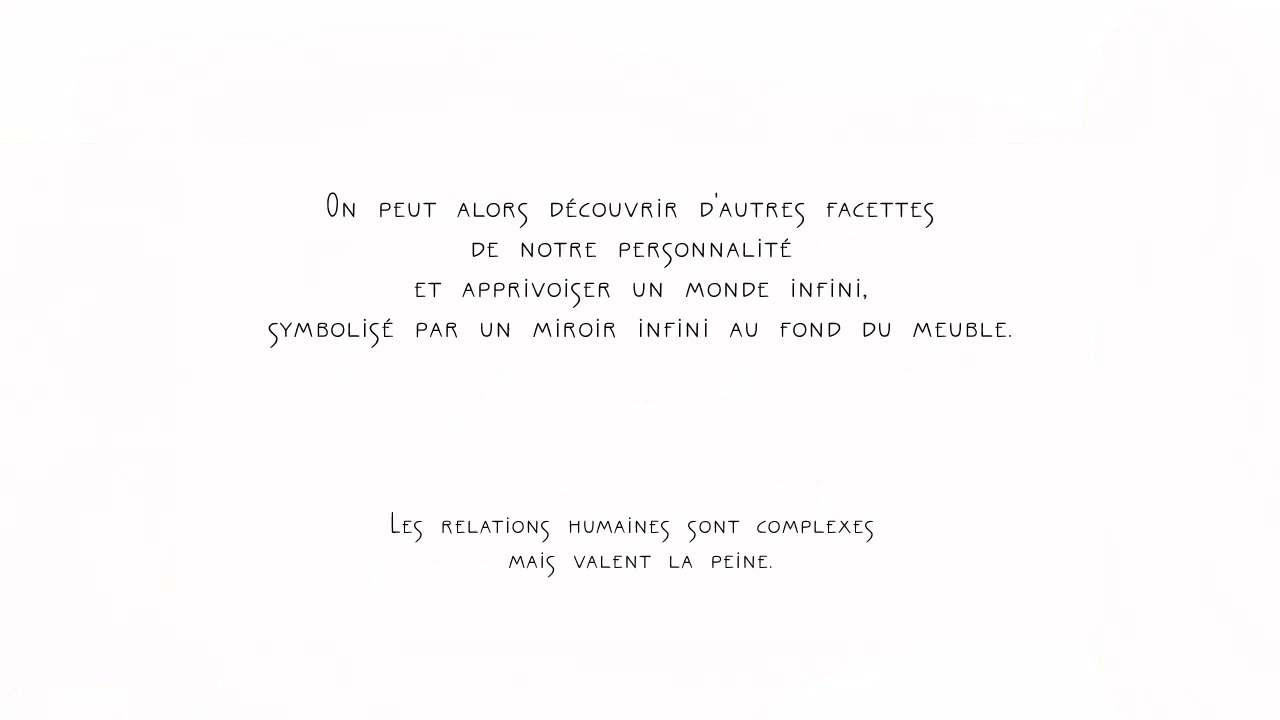 On peut alors découvrir d'autres facettes
de notre personnalité
et apprivoiser un monde infini,
symbolisé par un miroir infini au fond du meuble.
Les relations humaines sont complexes
mais valent la peine.